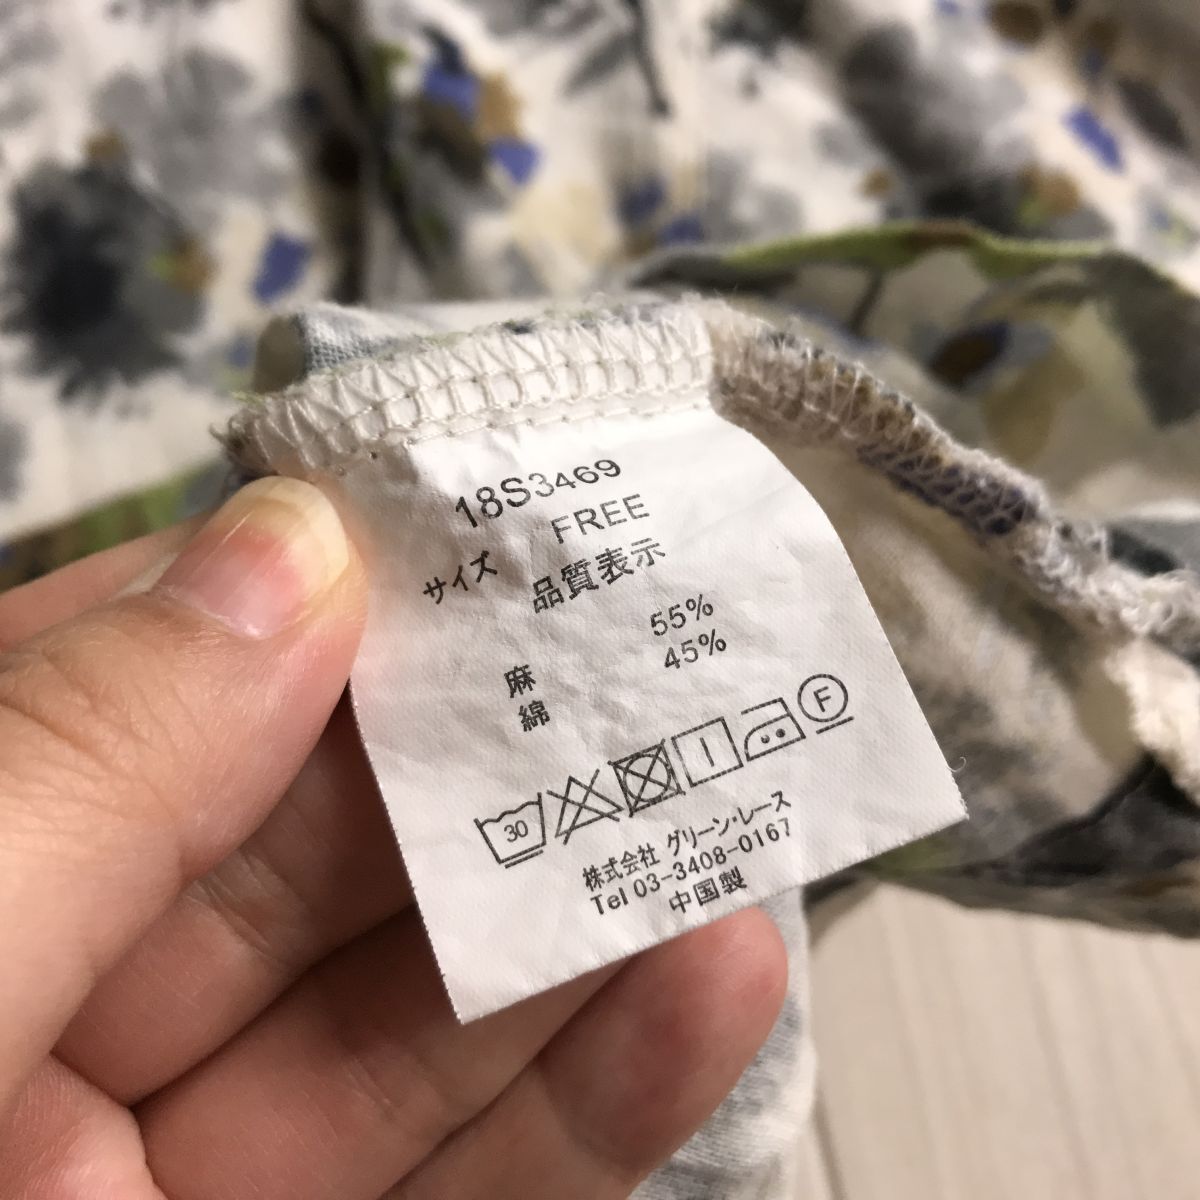 18S3469
サイズ FREE
品質表示
麻 55%
綿 45%
30 F
株式会社 グリーン・レース
Tel 03-3408-0167
中国製